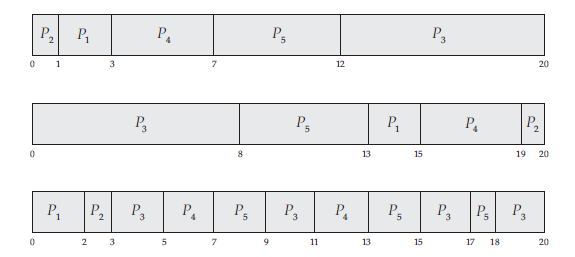 P2 P1 P4 P5 P3
0 1 3 7 12 20
P3 P5 P1 P4 P2
0 8 13 15 19 20
P1 P2 P3 P4 P5 P3 P4 P5 P3 P5 P3
0 2 3 5 7 9 11 13 15 17 18 20